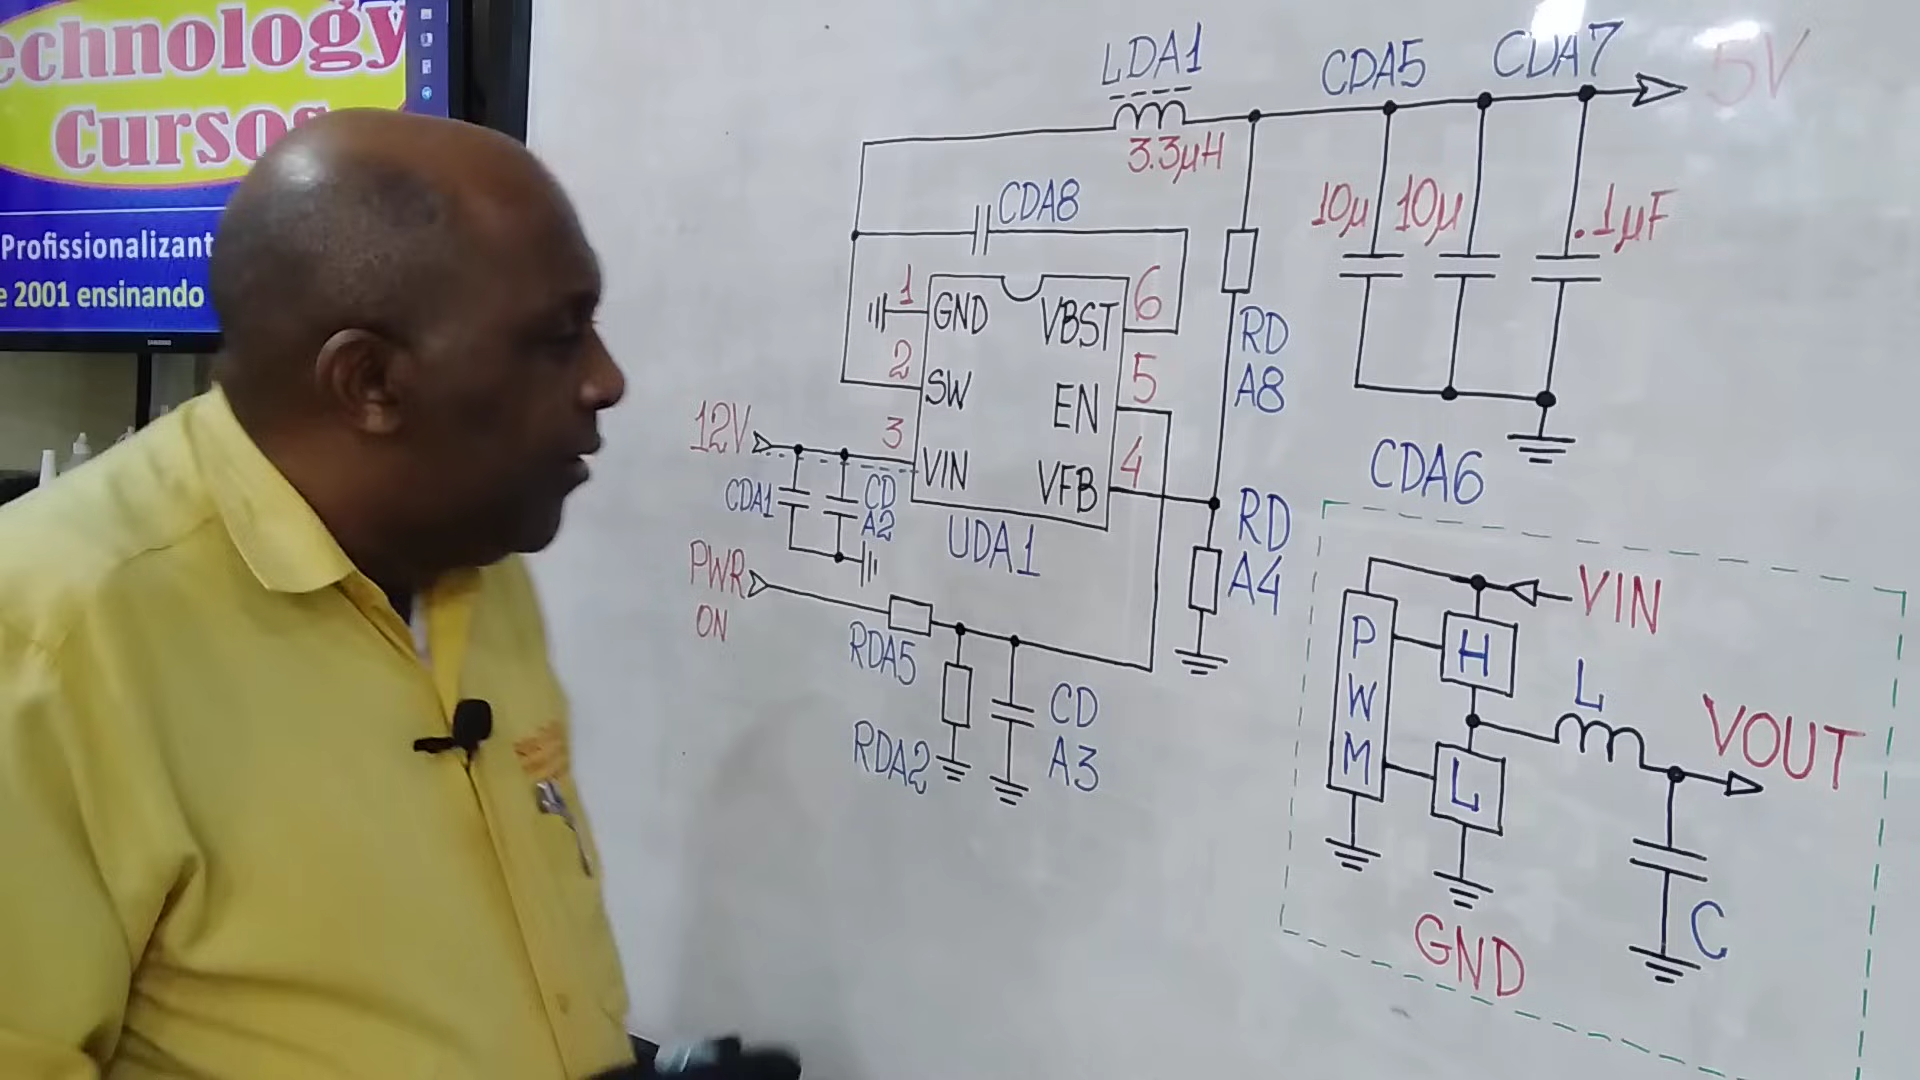 echnology
Cursos
Profissionalizant
e 2001 ensinando
SAMSUNG
LDA1
3.3µH
CDA5
CDA7
5V
10µ
10µ
.1µF
CDA6
CDA8
1
GND
2
SW
3
VIN
VBST
6
EN
5
VFB
4
UDA1
12V
CDA1
CD
A2
PWR
ON
RDA5
RDA2
CD
A3
RD
A8
RD
A4
PWM
H
L
VIN
L
VOUT
C
GND